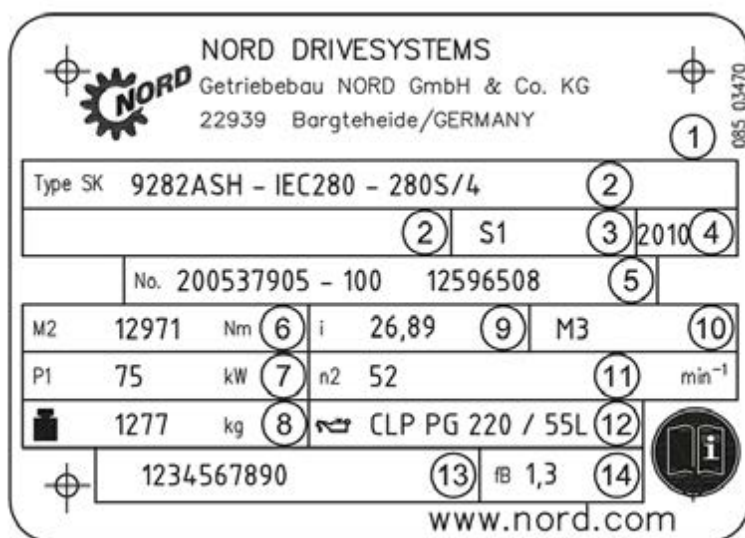 NORD DRIVESYSTEMS
NORD
Getriebebau NORD GmbH & Co. KG
22939 Bargteheide/GERMANY
085 03470
1
Type SK 9282ASH - IEC280 - 280S/4 2
2 S1 3 2010 4
No. 200537905 - 100 12596508 5
M2 12971 Nm 6 i 26,89 9 M3 10
P1 75 kW 7 n2 52 11 min⁻¹
1277 kg 8 CLP PG 220 / 55L 12
i
1234567890 13 fB 1,3 14
www.nord.com